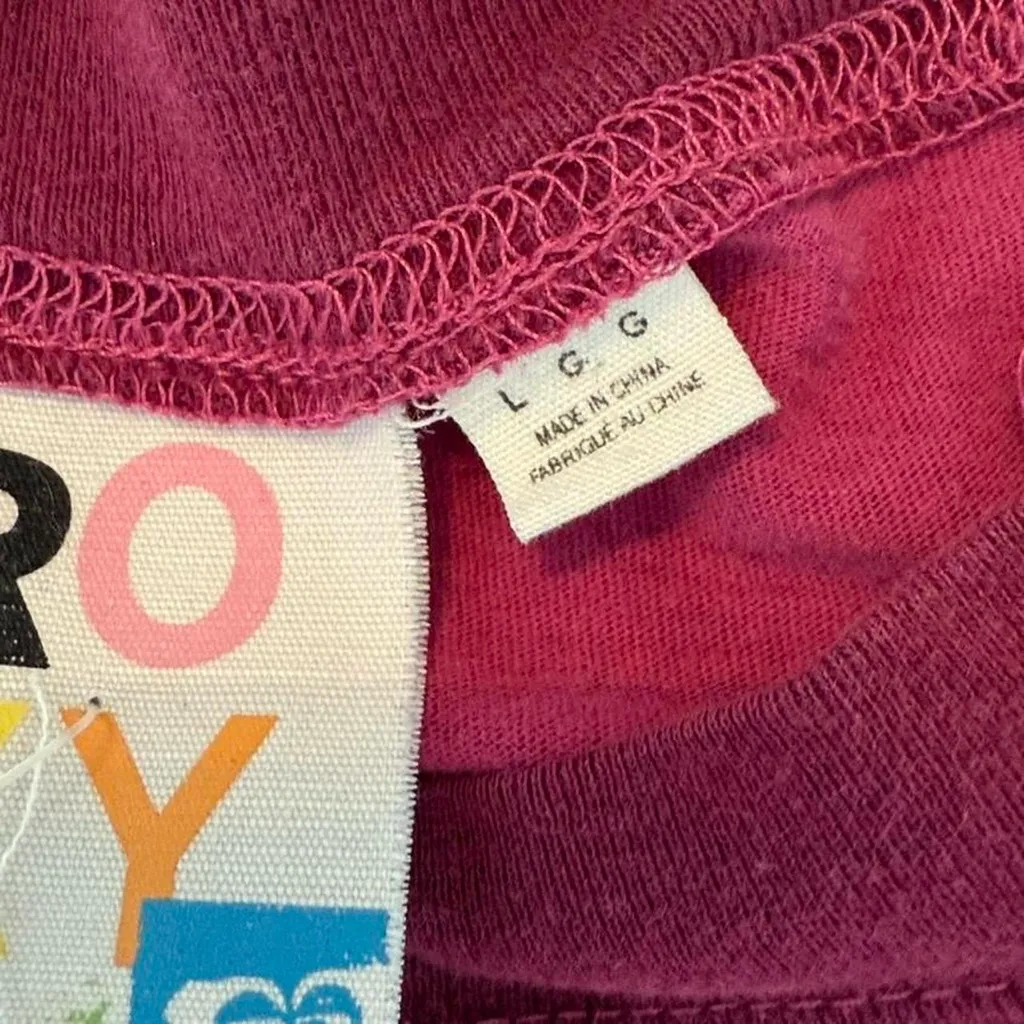 RO
Y
L G. G
MADE IN CHINA
FABRIQUÉ AU CHINE